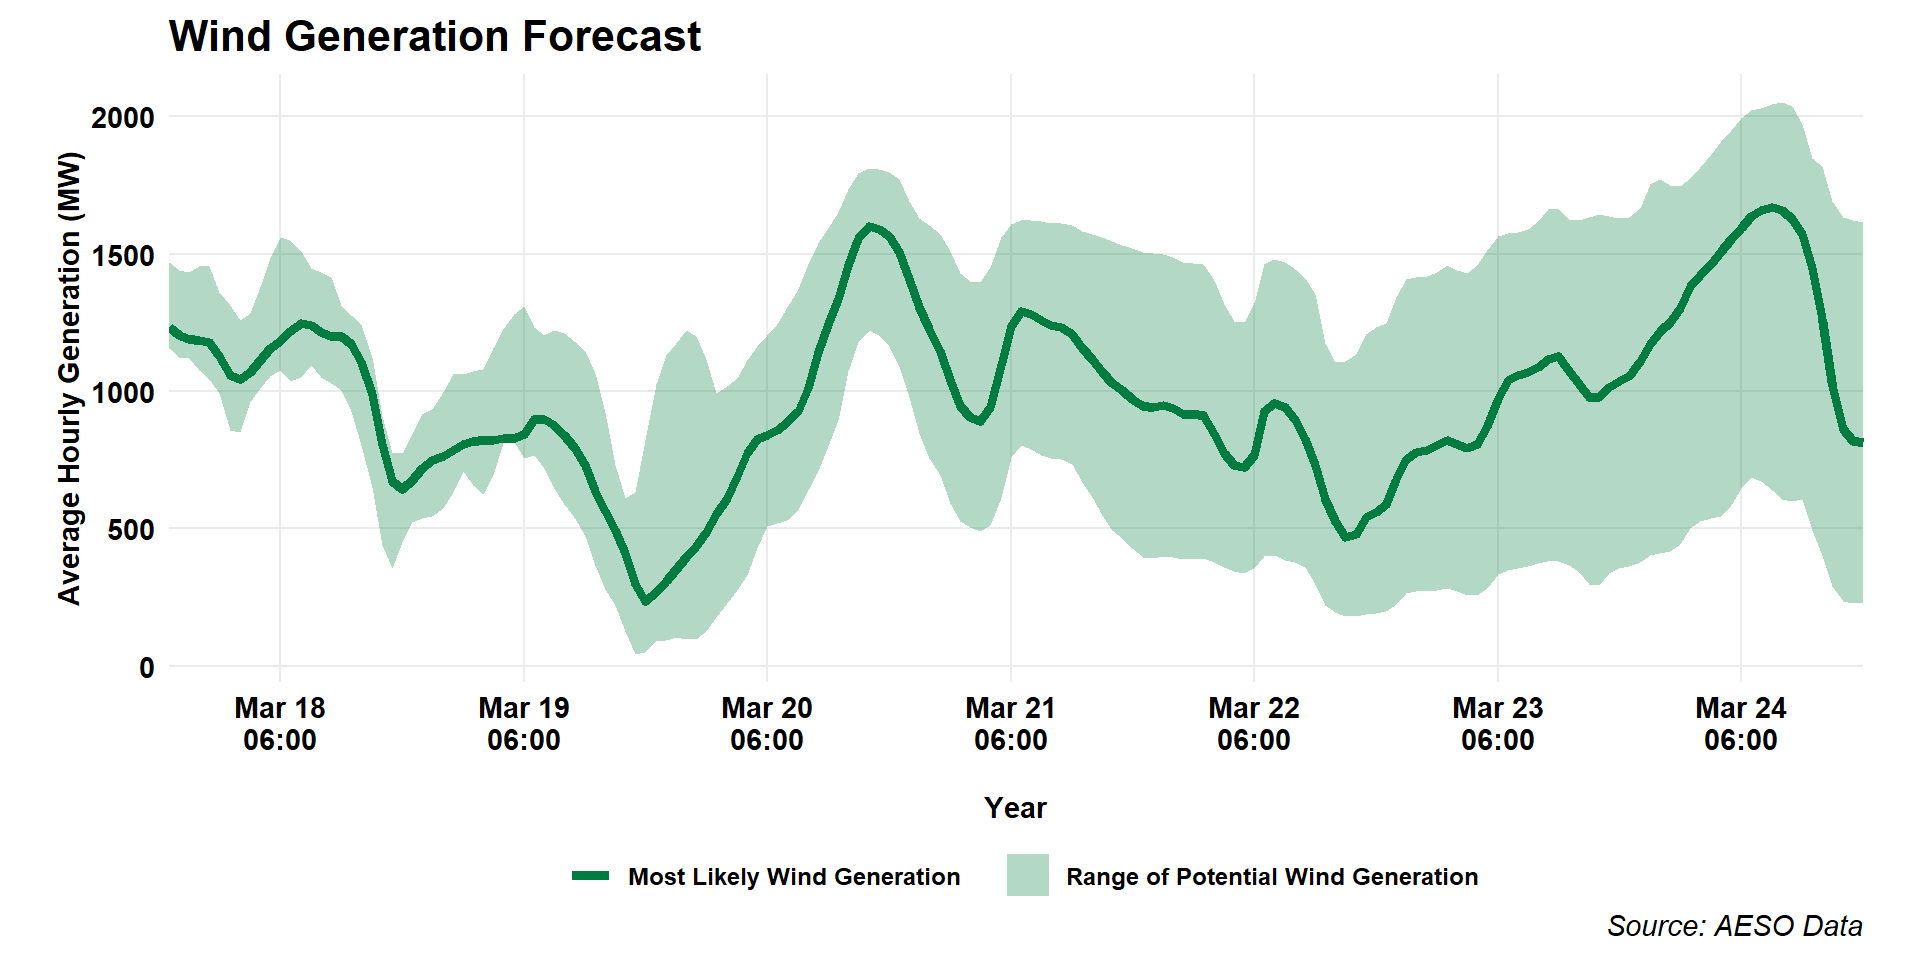 Wind Generation Forecast
Average Hourly Generation (MW)
2000
1500
1000
500
0
Mar 18 Mar 19 Mar 20 Mar 21 Mar 22 Mar 23 Mar 24
06:00 06:00 06:00 06:00 06:00 06:00 06:00
Year
Most Likely Wind Generation Range of Potential Wind Generation
Source: AESO Data